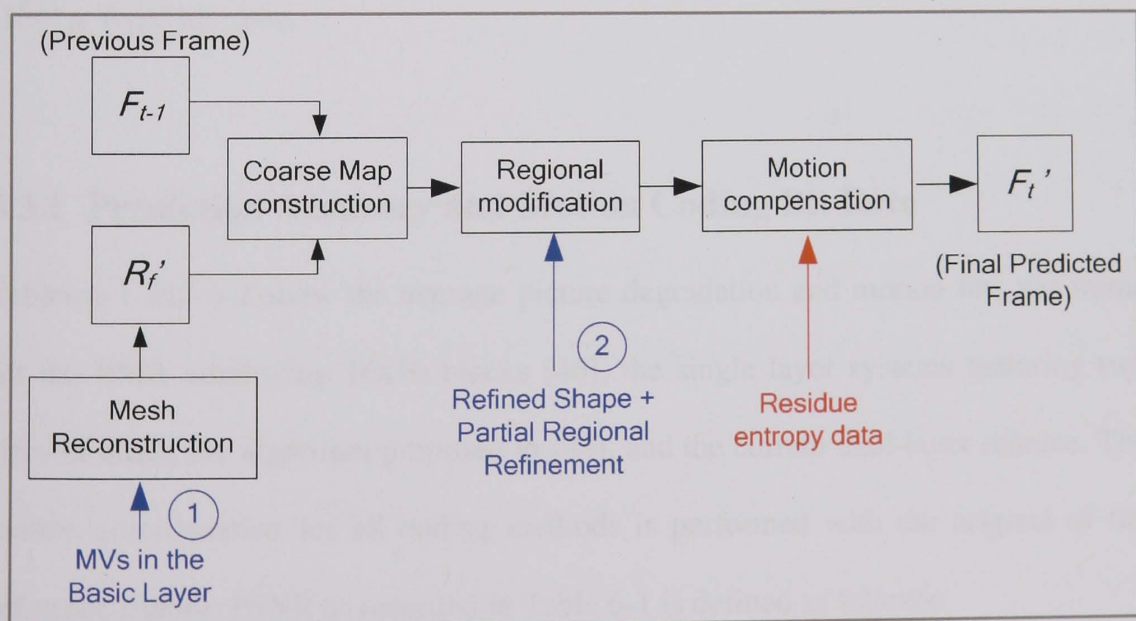 (Previous Frame)
F_{t-1}
Coarse Map
construction
Regional
modification
Motion
compensation
F_t'
(Final Predicted
Frame)
R_f'
Mesh
Reconstruction
1
MVs in the
Basic Layer
2
Refined Shape +
Partial Regional
Refinement
Residue
entropy data